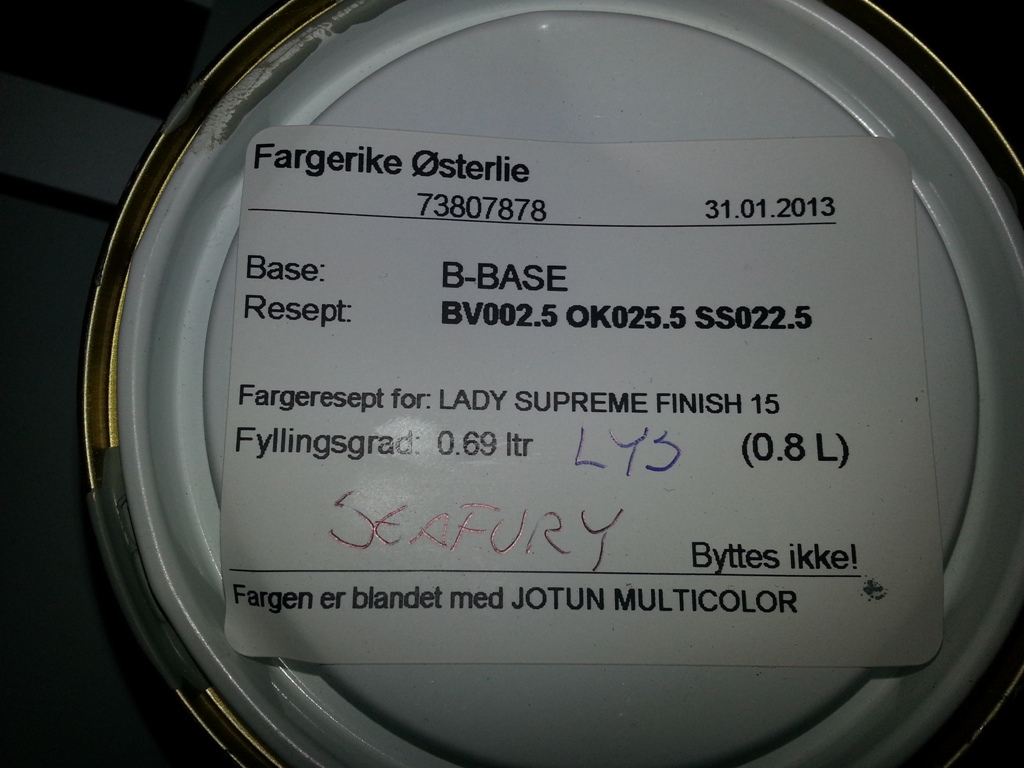 Fargerike Østerlie
73807878 31.01.2013
Base: B-BASE
Resept: BV002.5 OK025.5 SS022.5
Fargeresept for: LADY SUPREME FINISH 15
Fyllingsgrad: 0.69 ltr LYS (0.8 L)
SEAFURY
Byttes ikke!
Fargen er blandet med JOTUN MULTICOLOR